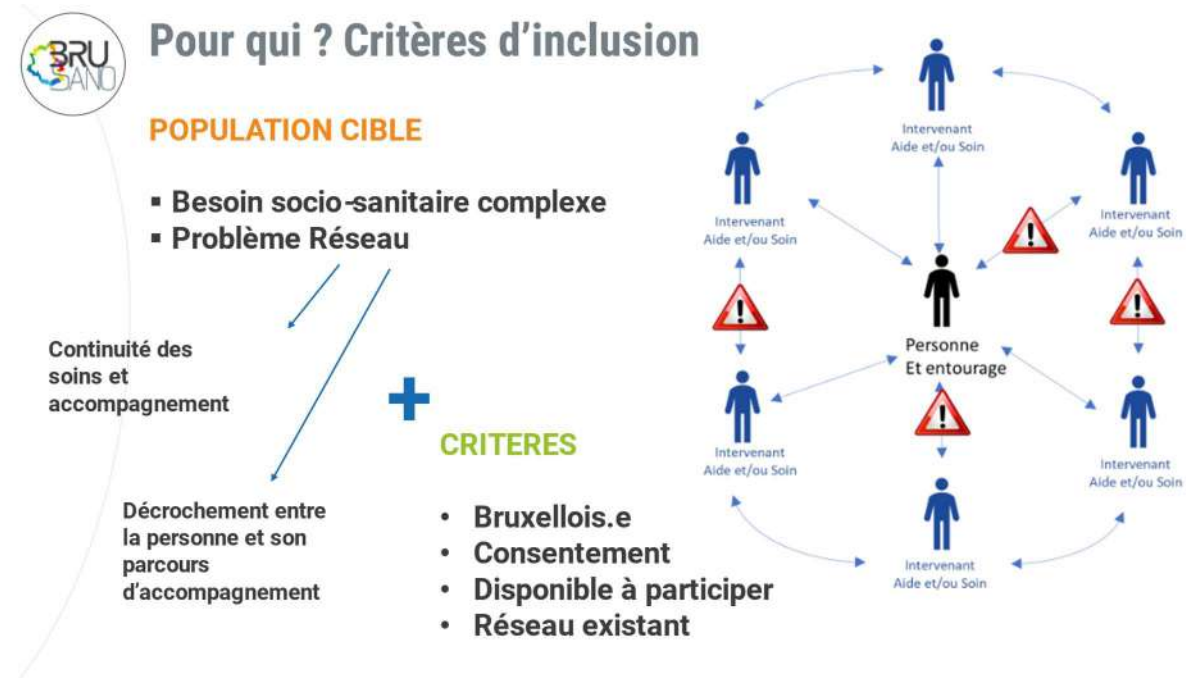 BRU
SANO
Pour qui ? Critères d’inclusion
POPULATION CIBLE
▪ Besoin socio-sanitaire complexe
▪ Problème Réseau
Continuité des
soins et
accompagnement
Décrochement entre
la personne et son
parcours
d’accompagnement
+
CRITERES
• Bruxellois.e
• Consentement
• Disponible à participer
• Réseau existant
Intervenant
Aide et/ou Soin
Intervenant
Aide et/ou Soin
Intervenant
Aide et/ou Soin
!
!
!
Personne
Et entourage
!
Intervenant
Aide et/ou Soin
Intervenant
Aide et/ou Soin
Intervenant
Aide et/ou Soin